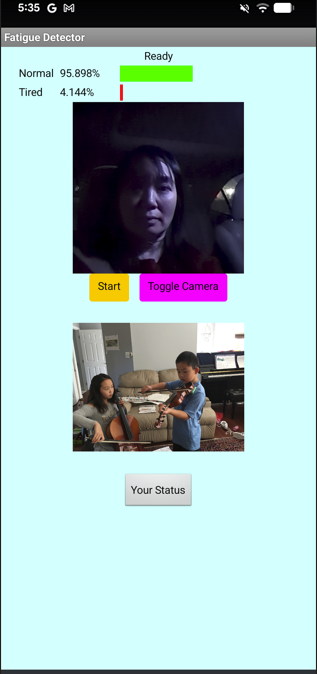 5:35
Fatigue Detector
Ready
Normal 95.898%
Tired 4.144%
Start Toggle Camera
Your Status